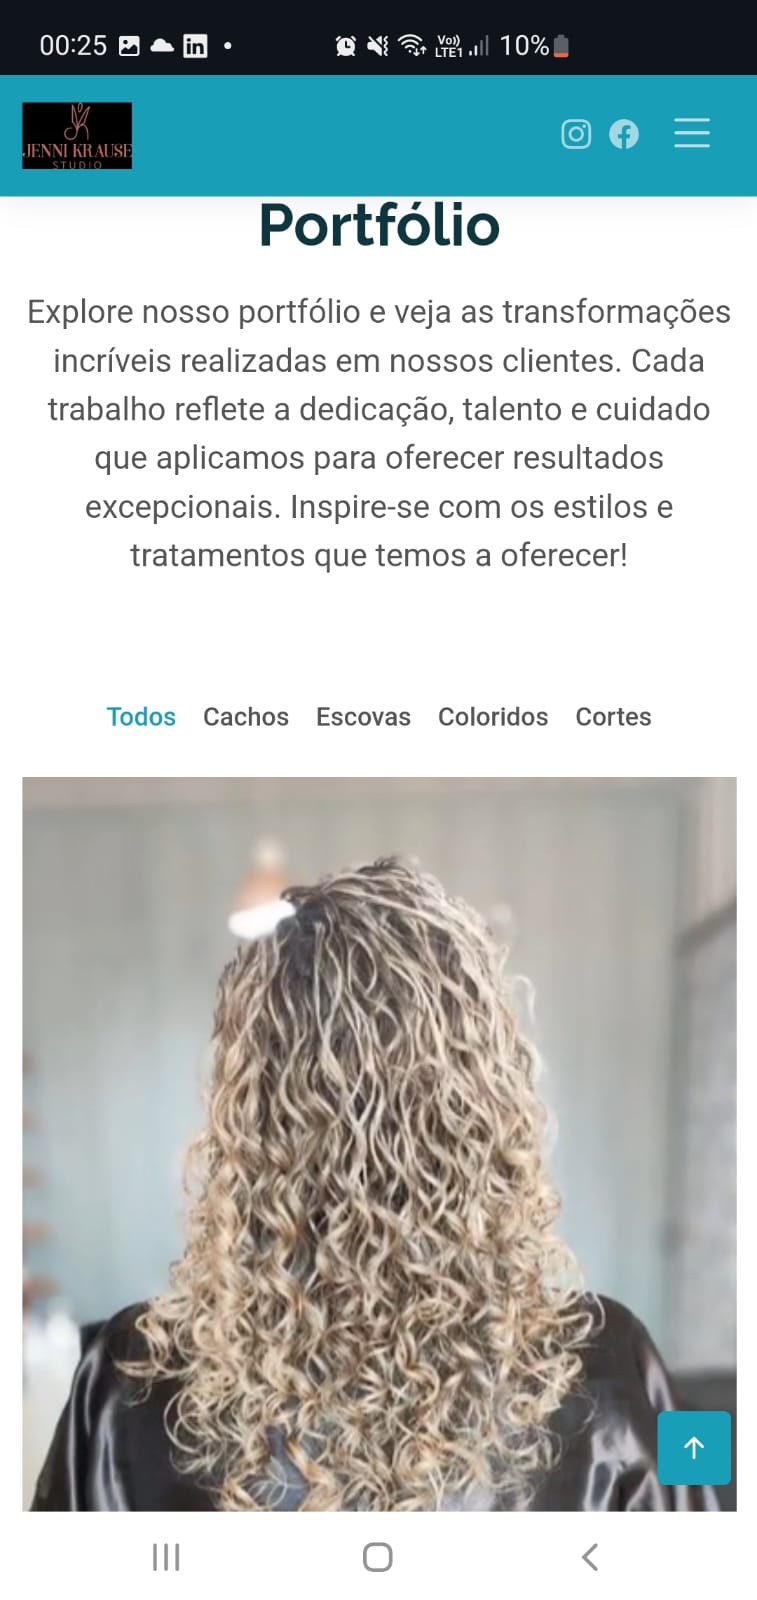 00:25
Vo))
LTE1
10%
JENNI KRAUSE
STUDIO
Portfólio
Explore nosso portfólio e veja as transformações
incríveis realizadas em nossos clientes. Cada
trabalho reflete a dedicação, talento e cuidado
que aplicamos para oferecer resultados
excepcionais. Inspire-se com os estilos e
tratamentos que temos a oferecer!
Todos Cachos Escovas Coloridos Cortes